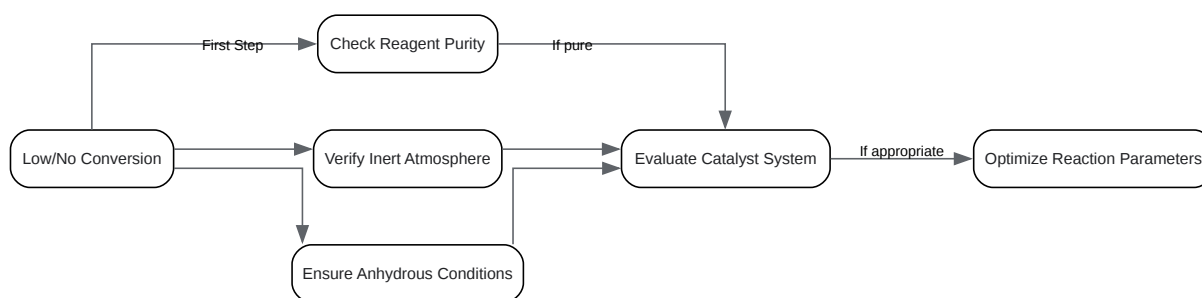 First Step
Check Reagent Purity
If pure
Low/No Conversion
Verify Inert Atmosphere
Evaluate Catalyst System
If appropriate
Optimize Reaction Parameters
Ensure Anhydrous Conditions